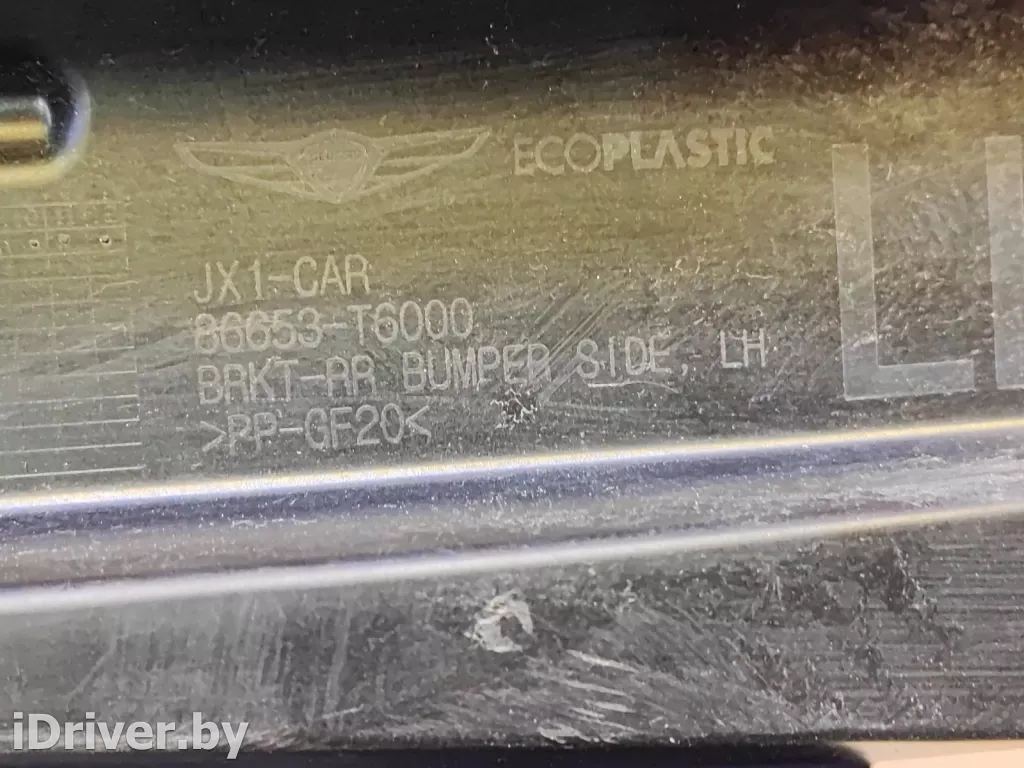 ECOPLASTIC
JX1-CAR
86653-T6000
BRKT-RR BUMPER SIDE, LH
>PP-GF20<
iDriver.by